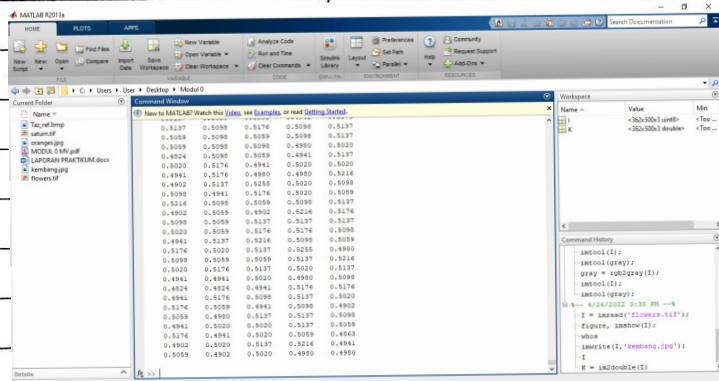 MATLAB R2013a
HOME PLOTS APPS
Search Documentation
New Script New Open Find Files Compare Import Data Save Workspace New Variable Open Variable Clear Workspace Analyze Code Run and Time Clear Commands Simulink Library Layout Preferences Set Path Parallel Help Community Request Support Add-Ons
FILE VARIABLE CODE SIMULINK ENVIRONMENT RESOURCES
C: Users User Desktop Modul 0
Current Folder
Name
Taz_ref.bmp
saturn.tif
oranges.jpg
MODUL 0 MV.pdf
LAPORAN PRAKTIKUM.docx
kembang.jpg
flowers.tif
Details
Command Window
New to MATLAB? Watch this Video, see Examples, or read Getting Started.
0.5137 0.5098 0.5176 0.5098 0.5137
0.5098 0.5059 0.5059 0.5098 0.5137
0.5098 0.5098 0.4980 0.5020
0.4824 0.5098 0.5059 0.4941 0.5137
0.5020 0.5176 0.4941 0.5020 0.5176
0.4941 0.5176 0.4980 0.4980 0.5216
0.4902 0.5137 0.5255 0.5020 0.5098
0.5098 0.4941 0.5176 0.5020 0.5059
0.5216 0.5098 0.5059 0.5098 0.5137
0.4902 0.5059 0.4902 0.5216 0.5176
0.5098 0.5059 0.5137 0.5137 0.5137
0.5020 0.5059 0.5176 0.5176 0.5098
0.4941 0.5137 0.5216 0.5098 0.5059
0.5176 0.5020 0.5137 0.5255 0.4980
0.5098 0.5059 0.5059 0.5216 0.5137
0.5020 0.5176 0.5137 0.5020 0.5137
0.4941 0.4941 0.5020 0.4980 0.5098
0.4824 0.4824 0.4941 0.5176 0.5176
0.4941 0.5176 0.5098 0.5137 0.5020
0.5176 0.5059 0.4941 0.5098 0.4902
0.5059 0.4980 0.5137 0.5059 0.5137
0.4941 0.5020 0.5020 0.5137 0.5098
0.5176 0.4941 0.5137 0.5059 0.4863
0.4902 0.5020 0.5137 0.5216 0.4941
0.5059 0.4902 0.5020 0.4980 0.4980
fx >>
Workspace
Name Value Min
I <362x500x3 uint8> <Too ...
K <362x500x3 double> <Too ...
Command History
imtool(I);
imtool(gray);
gray = rgb2gray(I);
imtool(I);
imtool(gray);
%-- 4/26/2022 3:35 PM --%
I = imread('flowers.tif');
figure, imshow(I);
whos
imwrite(I,'kembang.jpg');
I
K = im2double(I)